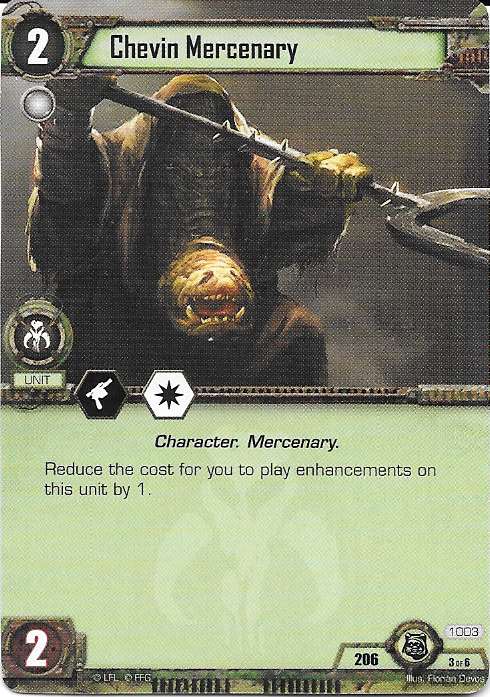 2
Chevin Mercenary
UNIT
Character. Mercenary.
Reduce the cost for you to play enhancements on
this unit by 1.
2
1003
206
3 OF 6
© LFL © FFG
Illus. Florian Devos